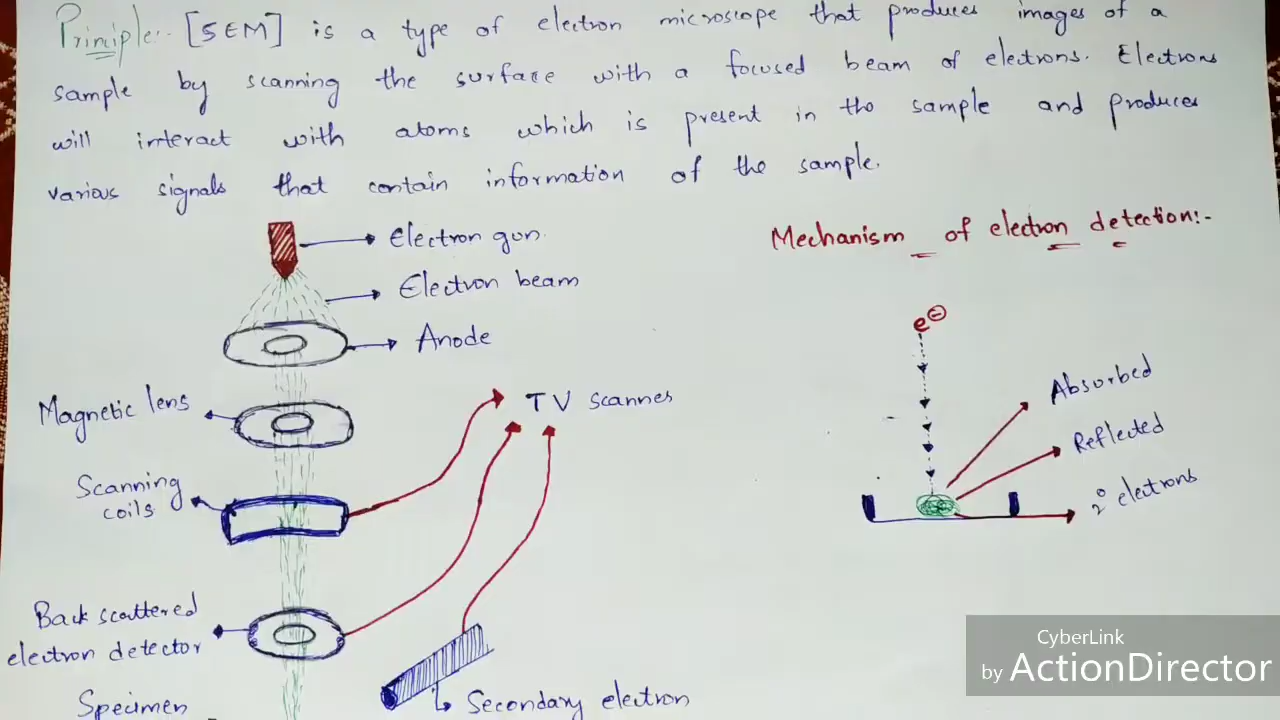 Principle:- [SEM] is a type of electron microscope that produces images of a
sample by scanning the surface with a focused beam of electrons. Electrons
will interact with atoms which is present in the sample and produces
various signals that contain information of the sample.
Mechanism of electron detection:-
Electron gun
Electron beam
Anode
Magnetic lens
TV scannes
Scanning
coils
Back scattered
electron detector
Specimen
Secondary electron
e⊖
Absorbed
Reflected
2° electrons
CyberLink
by ActionDirector